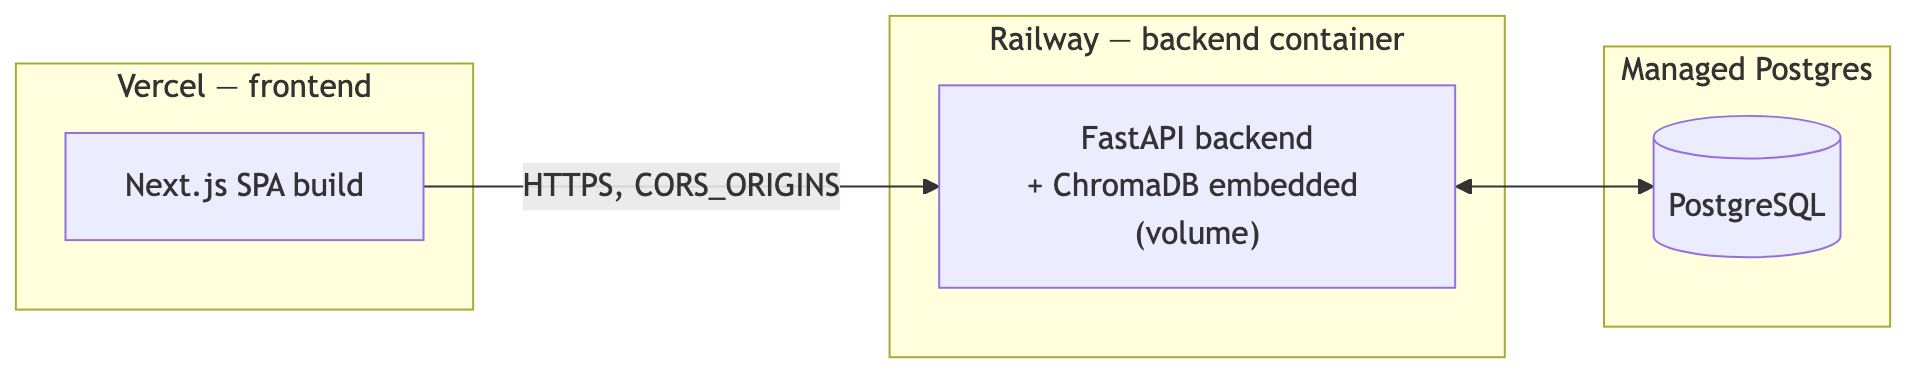 Vercel — frontend
Next.js SPA build
HTTPS, CORS_ORIGINS
Railway — backend container
FastAPI backend
+ ChromaDB embedded
(volume)
Managed Postgres
PostgreSQL